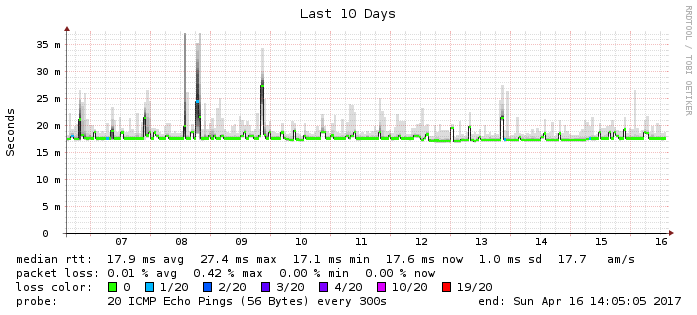 Last 10 Days
RRDTOOL / TOBI OETIKER
Seconds
35 m
30 m
25 m
20 m
15 m
10 m
5 m
0
07 08 09 10 11 12 13 14 15 16
median rtt: 17.9 ms avg 27.4 ms max 17.1 ms min 17.6 ms now 1.0 ms sd 17.7 am/s
packet loss: 0.01 % avg 0.42 % max 0.00 % min 0.00 % now
loss color: 0 1/20 2/20 3/20 4/20 10/20 19/20
probe: 20 ICMP Echo Pings (56 Bytes) every 300s end: Sun Apr 16 14:05:05 2017